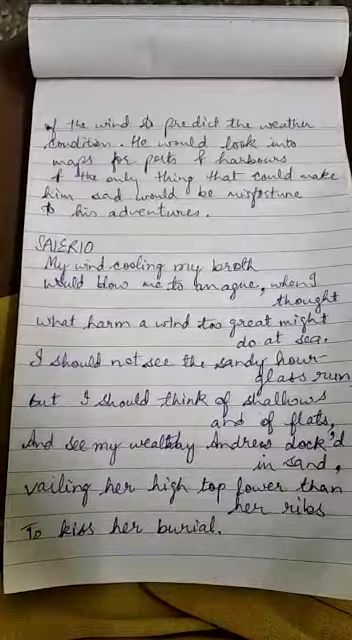 of the wind to predict the weather
condition. He would look into
maps for ports & harbours
& the only thing that could make
him sad would be misfortune
to his adventures.
SALERIO
My wind cooling my broth
would blow me to an ague, when I
thought
what harm a wind too great might
do at sea.
I should not see the sandy hour-
glass run
but I should think of shallows
and of flats,
And see my wealthy Andrew dock'd
in sand,
vailing her high top lower than
her ribs
To kiss her burial.